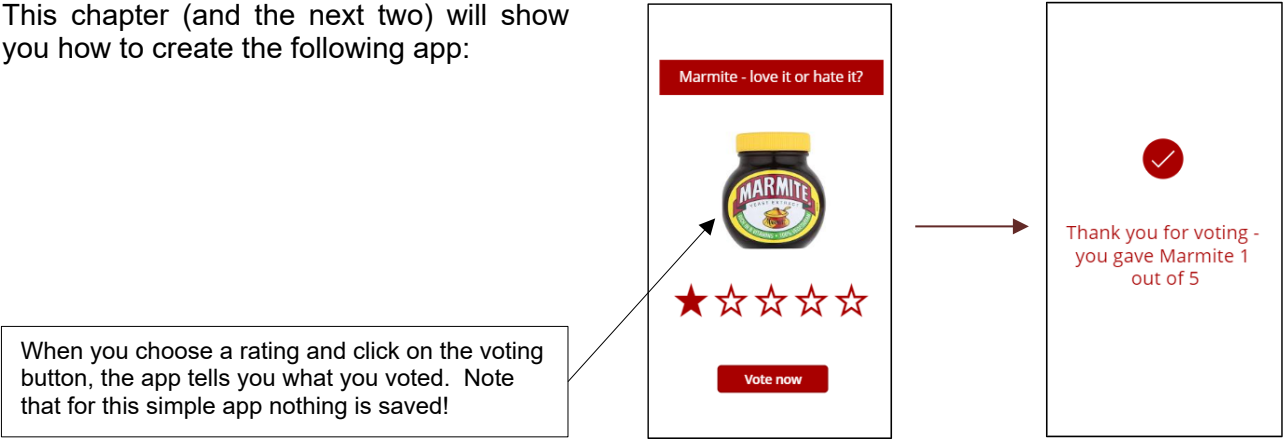 This chapter (and the next two) will show
you how to create the following app:
Marmite - love it or hate it?
MARMITE
YEAST EXTRACT
Vote now
When you choose a rating and click on the voting
button, the app tells you what you voted.  Note
that for this simple app nothing is saved!
Thank you for voting -
you gave Marmite 1
out of 5